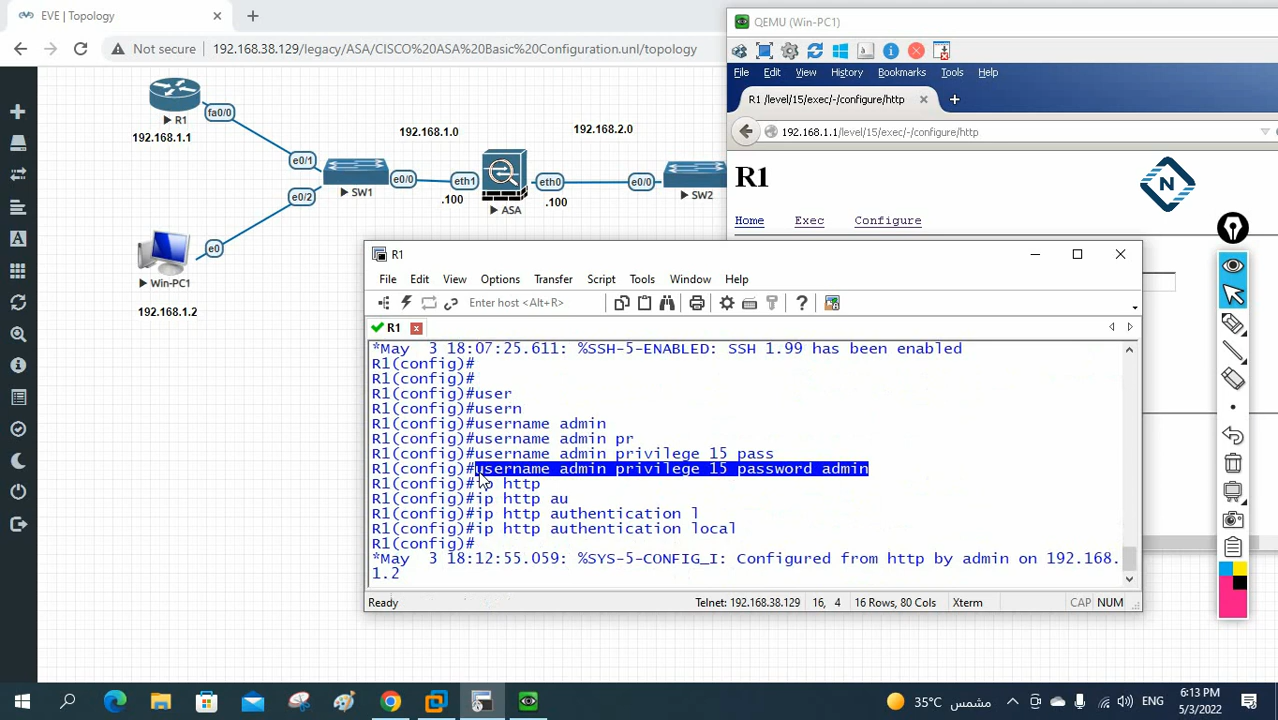 EVE | Topology
Not secure
192.168.38.129/legacy/ASA/CISCO%20ASA%20Basic%20Configuration.unl/topology
R1
fa0/0
192.168.1.1
192.168.1.0
192.168.2.0
e0/1
e0/0
eth1
eth0
e0/0
SW1
SW2
ASA
.100
.100
e0/2
e0
Win-PC1
192.168.1.2
QEMU (Win-PC1)
File Edit View History Bookmarks Tools Help
R1 /level/15/exec/-/configure/http
192.168.1.1/level/15/exec/-/configure/http
R1
N
Home Exec Configure
R1
File Edit View Options Transfer Script Tools Window Help
Enter host <Alt+R>
R1
*May  3 18:07:25.611: %SSH-5-ENABLED: SSH 1.99 has been enabled
R1(config)#
R1(config)#
R1(config)#user
R1(config)#usern
R1(config)#username admin
R1(config)#username admin pr
R1(config)#username admin privilege 15 pass
R1(config)#username admin privilege 15 password admin
R1(config)#ip http
R1(config)#ip http au
R1(config)#ip http authentication l
R1(config)#ip http authentication local
R1(config)#
*May  3 18:12:55.059: %SYS-5-CONFIG_I: Configured from http by admin on 192.168.
1.2
Ready
Telnet: 192.168.38.129
16, 4
16 Rows, 80 Cols
Xterm
CAP NUM
35°C مشمس
ENG
6:13 PM
5/3/2022